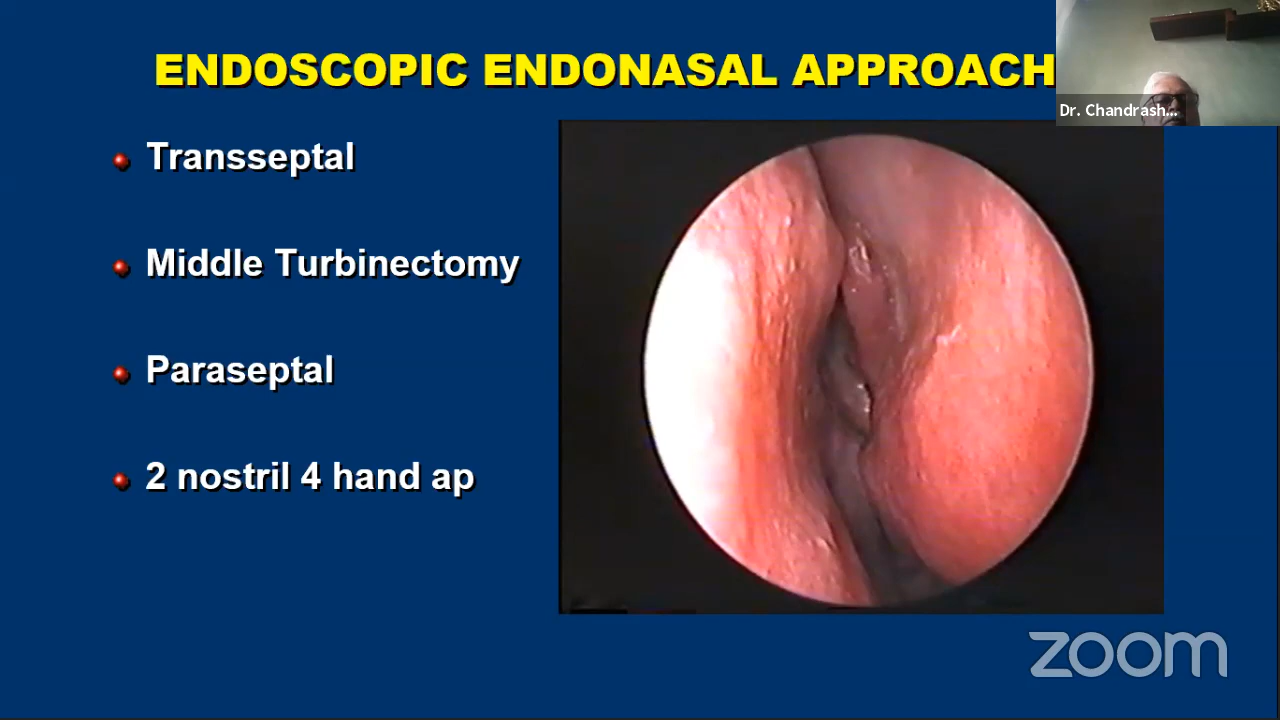 ENDOSCOPIC ENDONASAL APPROACH
Dr. Chandrash...
Transseptal
Middle Turbinectomy
Paraseptal
2 nostril 4 hand ap
zoom